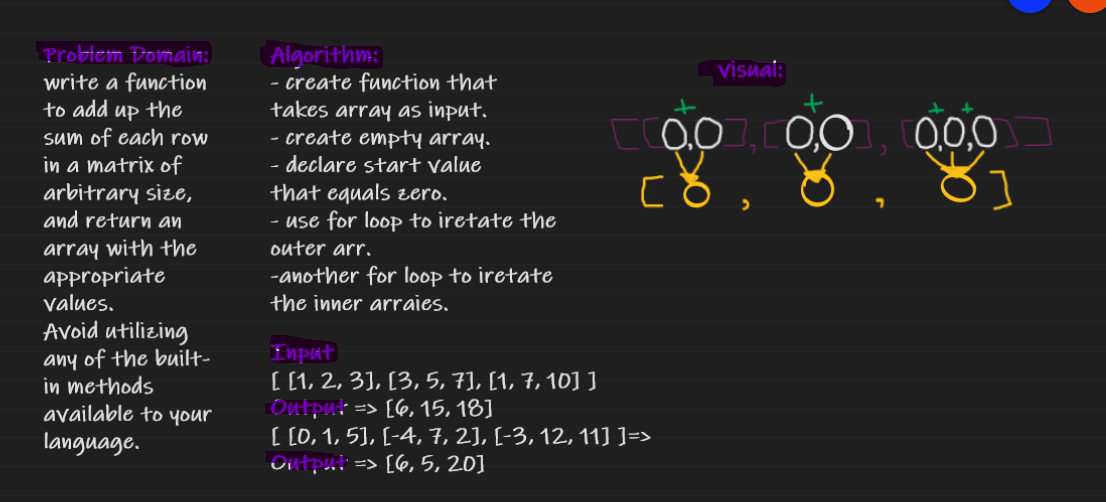 Problem Domain:
write a function
to add up the
sum of each row
in a matrix of
arbitrary size,
and return an
array with the
appropriate
values.
Avoid utilizing
any of the built-
in methods
available to your
language.
Algorithm:
- create function that
takes array as input.
- create empty array.
- declare start value
that equals zero.
- use for loop to iretate the
outer arr.
-another for loop to iretate
the inner arraies.
Input
[ [1, 2, 3], [3, 5, 7], [1, 7, 10] ]
Output => [6, 15, 18]
[ [0, 1, 5], [-4, 7, 2], [-3, 12, 11] ]=>
Output => [6, 5, 20]
Visual:
+ + + +
[[0,0], [0,0], [0,0,0]]
[0, 0, 0]